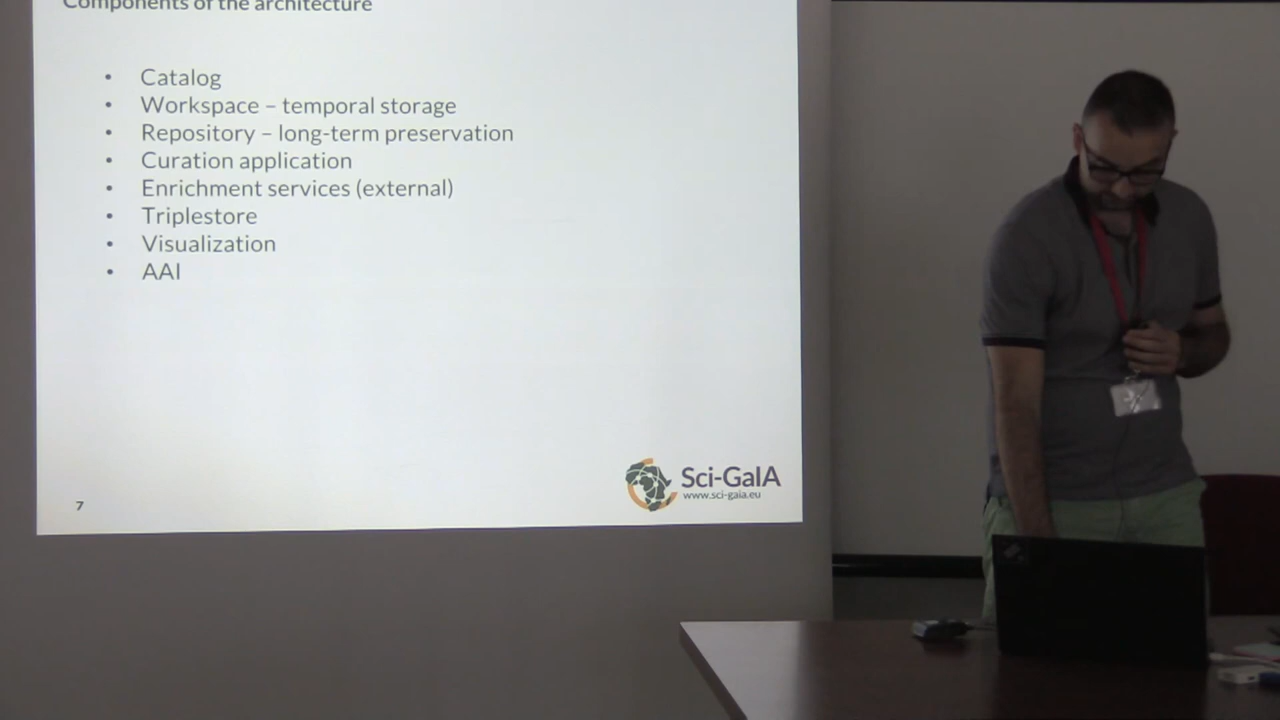 Components of the architecture
• Catalog
• Workspace – temporal storage
• Repository – long-term preservation
• Curation application
• Enrichment services (external)
• Triplestore
• Visualization
• AAI
Sci-GaIA
www.sci-gaia.eu
7